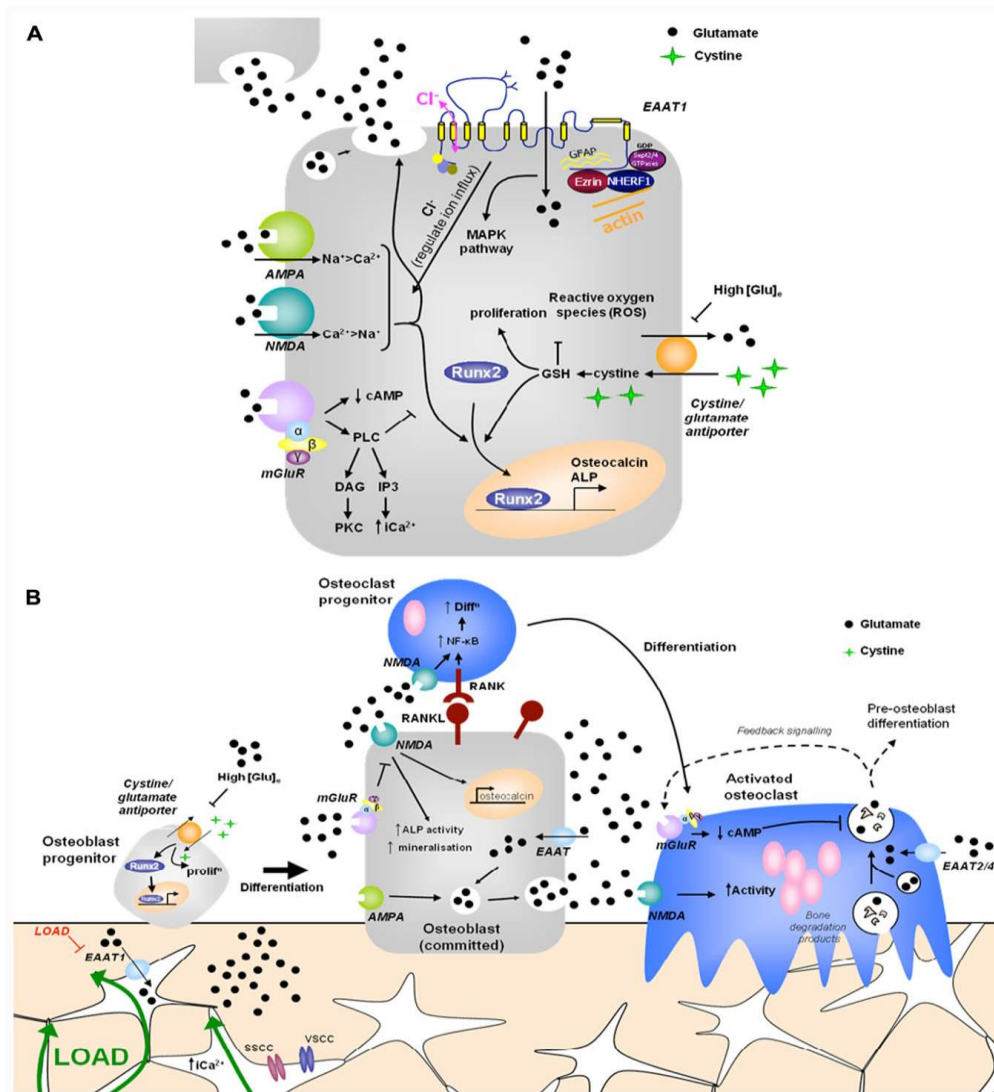 A
Glutamate
Cystine
Cl⁻
EAAT1
GFAP
GDP
Sept2/4
GTPases
Ezrin
NHERF1
actin
Cl⁻
(regulate ion influx)
MAPK
pathway
AMPA
Na⁺>Ca²⁺
NMDA
Ca²⁺>Na⁺
High [Glu]ₑ
Reactive oxygen
species (ROS)
proliferation
Runx2
GSH
cystine
Cystine/
glutamate
antiporter
↓ cAMP
α
β
γ
mGluR
PLC
DAG
IP3
PKC
↑ iCa²⁺
Osteocalcin
ALP
Runx2
B
Osteoclast
progenitor
↑ Diffⁿ
↑ NF-κB
NMDA
RANK
RANKL
Differentiation
Glutamate
Cystine
Pre-osteoblast
differentiation
Feedback signalling
High [Glu]ₑ
Cystine/
glutamate
antiporter
Osteoblast
progenitor
Runx2
prolifⁿ
Runx2
Differentiation
NMDA
mGluR
α
β
γ
osteocalcin
↑ ALP activity
↑ mineralisation
EAAT
AMPA
Osteoblast
(committed)
Activated
osteoclast
α
β
γ
mGluR
↓ cAMP
EAAT2/4
NMDA
↑Activity
Bone
degradation
products
LOAD
EAAT1
LOAD
↑iCa²⁺
SSCC
VSCC